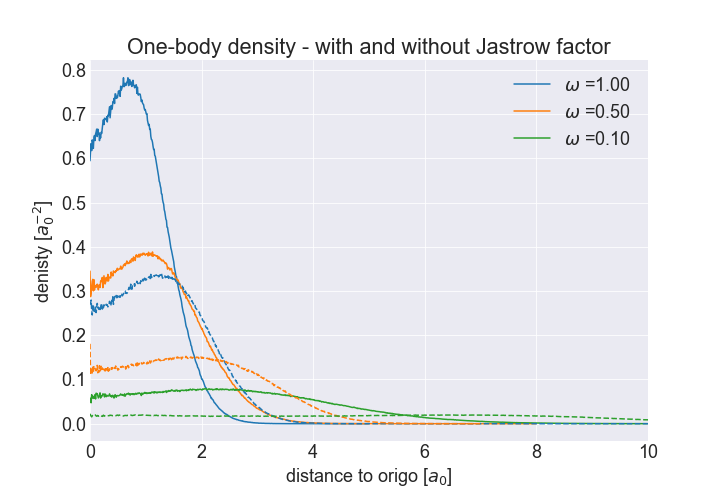 One-body density - with and without Jastrow factor
0.8
0.7
0.6
0.5
0.4
0.3
0.2
0.1
0.0
denisty [$a_0^{-2}$]
ω =1.00
ω =0.50
ω =0.10
0 2 4 6 8 10
distance to origo [$a_0$]